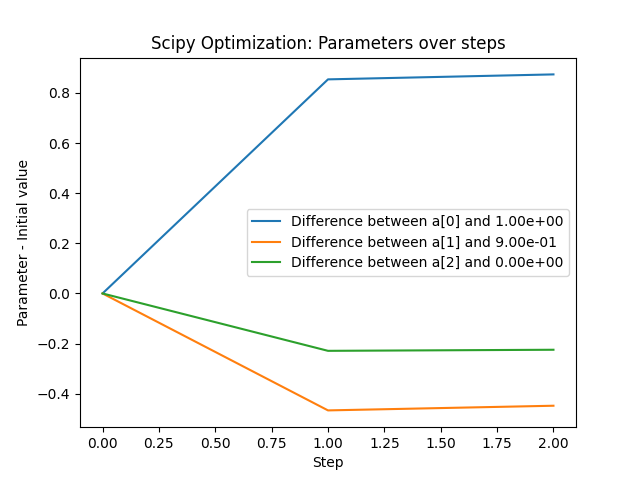 Scipy Optimization: Parameters over steps
Parameter - Initial value
0.8
0.6
0.4
0.2
0.0
−0.2
−0.4
Difference between a[0] and 1.00e+00
Difference between a[1] and 9.00e-01
Difference between a[2] and 0.00e+00
0.00 0.25 0.50 0.75 1.00 1.25 1.50 1.75 2.00
Step